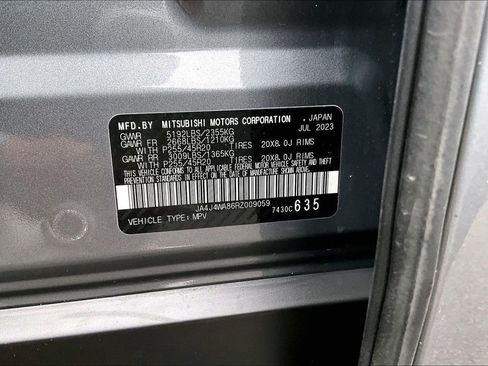 MFD.BY MITSUBISHI MOTORS CORPORATION .JAPAN
GVWR 5192LBS/2355KG JUL 2023
GAWR FR 2668LBS/1210KG
WITH P255/45R20 TIRES 20X8.0J RIMS
GAWR RR 3009LBS/1365KG
WITH P255/45R20 TIRES 20X8.0J RIMS
THIS VEHICLE CONFORMS TO ALL APPLICABLE
FEDERAL MOTOR VEHICLE SAFETY AND THEFT
PREVENTION STANDARDS IN EFFECT ON THE DATE
OF MANUFACTURE SHOWN ABOVE.
JA4J4WA86RZ009059 7430C 635
VEHICLE TYPE: MPV